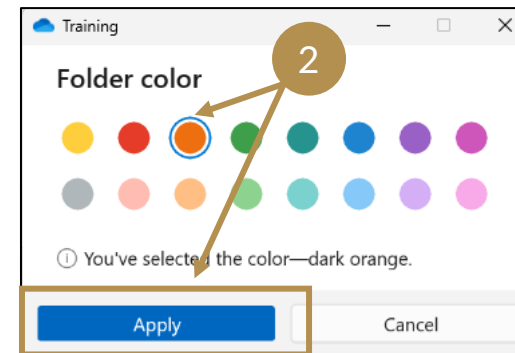 Training
2
Folder color
You've selected the color—dark orange.
Apply Cancel